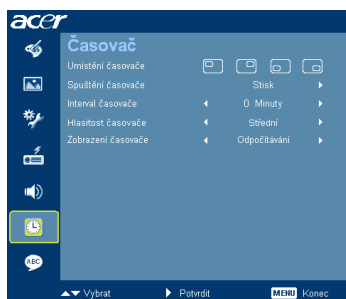 acer
Časovač
Umístění časovače
Spuštění časovače Stisk
Interval časovače 0 Minuty
Hlasitost časovače Střední
Zobrazení časovače Odpočítávání
ABC
Vybrat Potvrdit MENU Konec